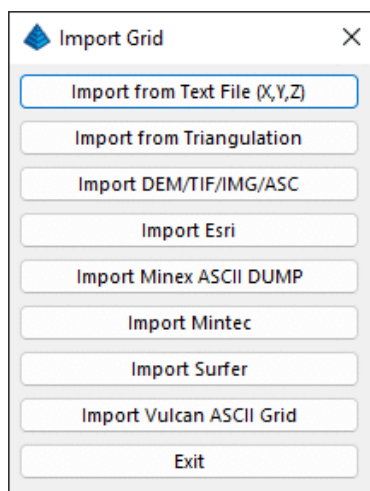 Import Grid
Import from Text File (X,Y,Z)
Import from Triangulation
Import DEM/TIF/IMG/ASC
Import Esri
Import Minex ASCII DUMP
Import Mintec
Import Surfer
Import Vulcan ASCII Grid
Exit